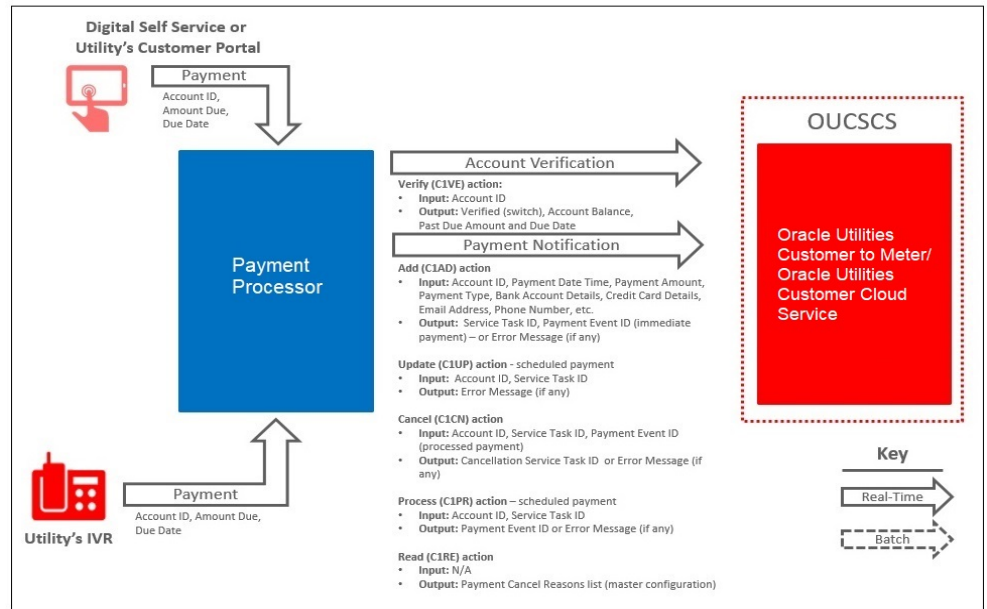 Digital Self Service or
Utility's Customer Portal
Payment
Account ID,
Amount Due,
Due Date
Payment
Processor
Account Verification
Verify (C1VE) action:
• Input: Account ID
• Output: Verified (switch), Account Balance,
Past Due Amount and Due Date
Payment Notification
Add (C1AD) action
• Input: Account ID, Payment Date Time, Payment Amount,
Payment Type, Bank Account Details, Credit Card Details,
Email Address, Phone Number, etc.
• Output: Service Task ID, Payment Event ID (immediate
payment) – or Error Message (if any)
Update (C1UP) action - scheduled payment
• Input: Account ID, Service Task ID
• Output: Error Message (if any)
Cancel (C1CN) action
• Input: Account ID, Service Task ID, Payment Event ID
(processed payment)
• Output: Cancellation Service Task ID or Error Message (if
any)
Process (C1PR) action – scheduled payment
• Input: Account ID, Service Task ID
• Output: Payment Event ID or Error Message (if any)
Read (C1RE) action
• Input: N/A
• Output: Payment Cancel Reasons list (master configuration)
OUCSCS
Oracle Utilities
Customer to Meter/
Oracle Utilities
Customer Cloud
Service
Key
Real-Time
Batch
Payment
Account ID, Amount Due,
Due Date
Utility's IVR